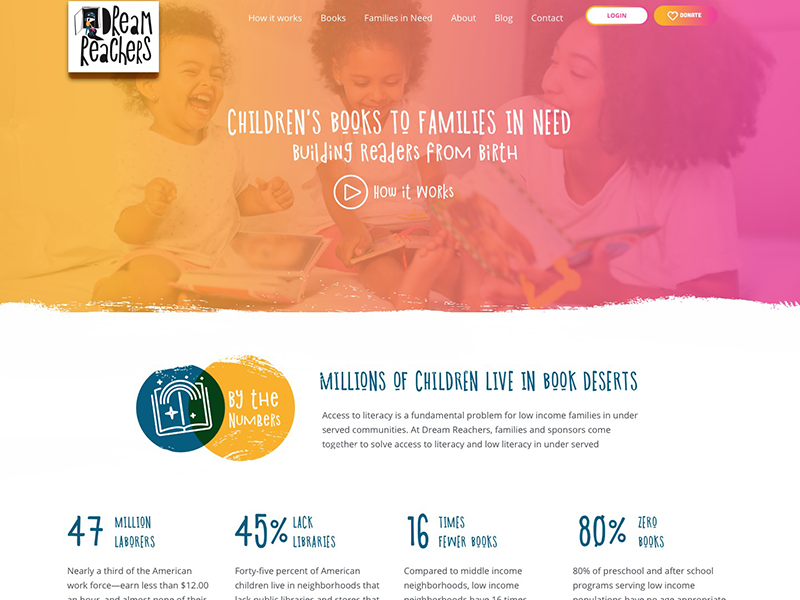 DREAM
REACHERS
How it works Books Families in Need About Blog Contact LOGIN DONATE
CHILDREN'S BOOKS TO FAMILIES IN NEED
BUILDING READERS FROM BIRTH
HOW IT WORKS
BY THE
NUMBERS
MILLIONS OF CHILDREN LIVE IN BOOK DESERTS
Access to literacy is a fundamental problem for low income families in under
served communities. At Dream Reachers, families and sponsors come
together to solve access to literacy and low literacy in under served
47 MILLION
LABORERS
Nearly a third of the American
work force—earn less than $12.00
an hour, and almost none of their
45% LACK
LIBRARIES
Forty-five percent of American
children live in neighborhoods that
lack public libraries and stores that
16 TIMES
FEWER BOOKS
Compared to middle income
neighborhoods, low income
neighborhoods have 16 times
80% ZERO
BOOKS
80% of preschool and after school
programs serving low income
populations have no age appropriate